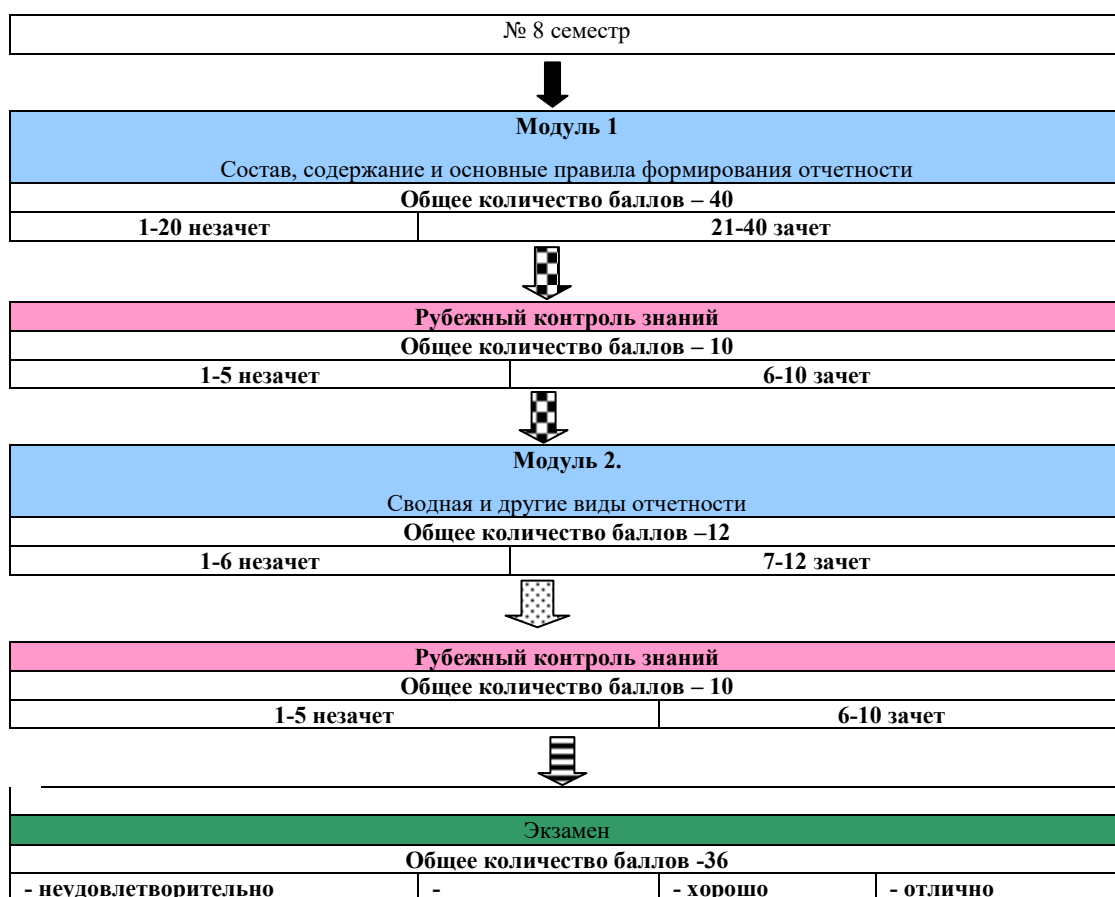 № 8 семестр
Модуль 1
Состав, содержание и основные правила формирования отчетности
Общее количество баллов – 40
1-20 незачет 21-40 зачет
Рубежный контроль знаний
Общее количество баллов – 10
1-5 незачет 6-10 зачет
Модуль 2.
Сводная и другие виды отчетности
Общее количество баллов –12
1-6 незачет 7-12 зачет
Рубежный контроль знаний
Общее количество баллов – 10
1-5 незачет 6-10 зачет
Экзамен
Общее количество баллов -36
- неудовлетворительно - - хорошо - отлично